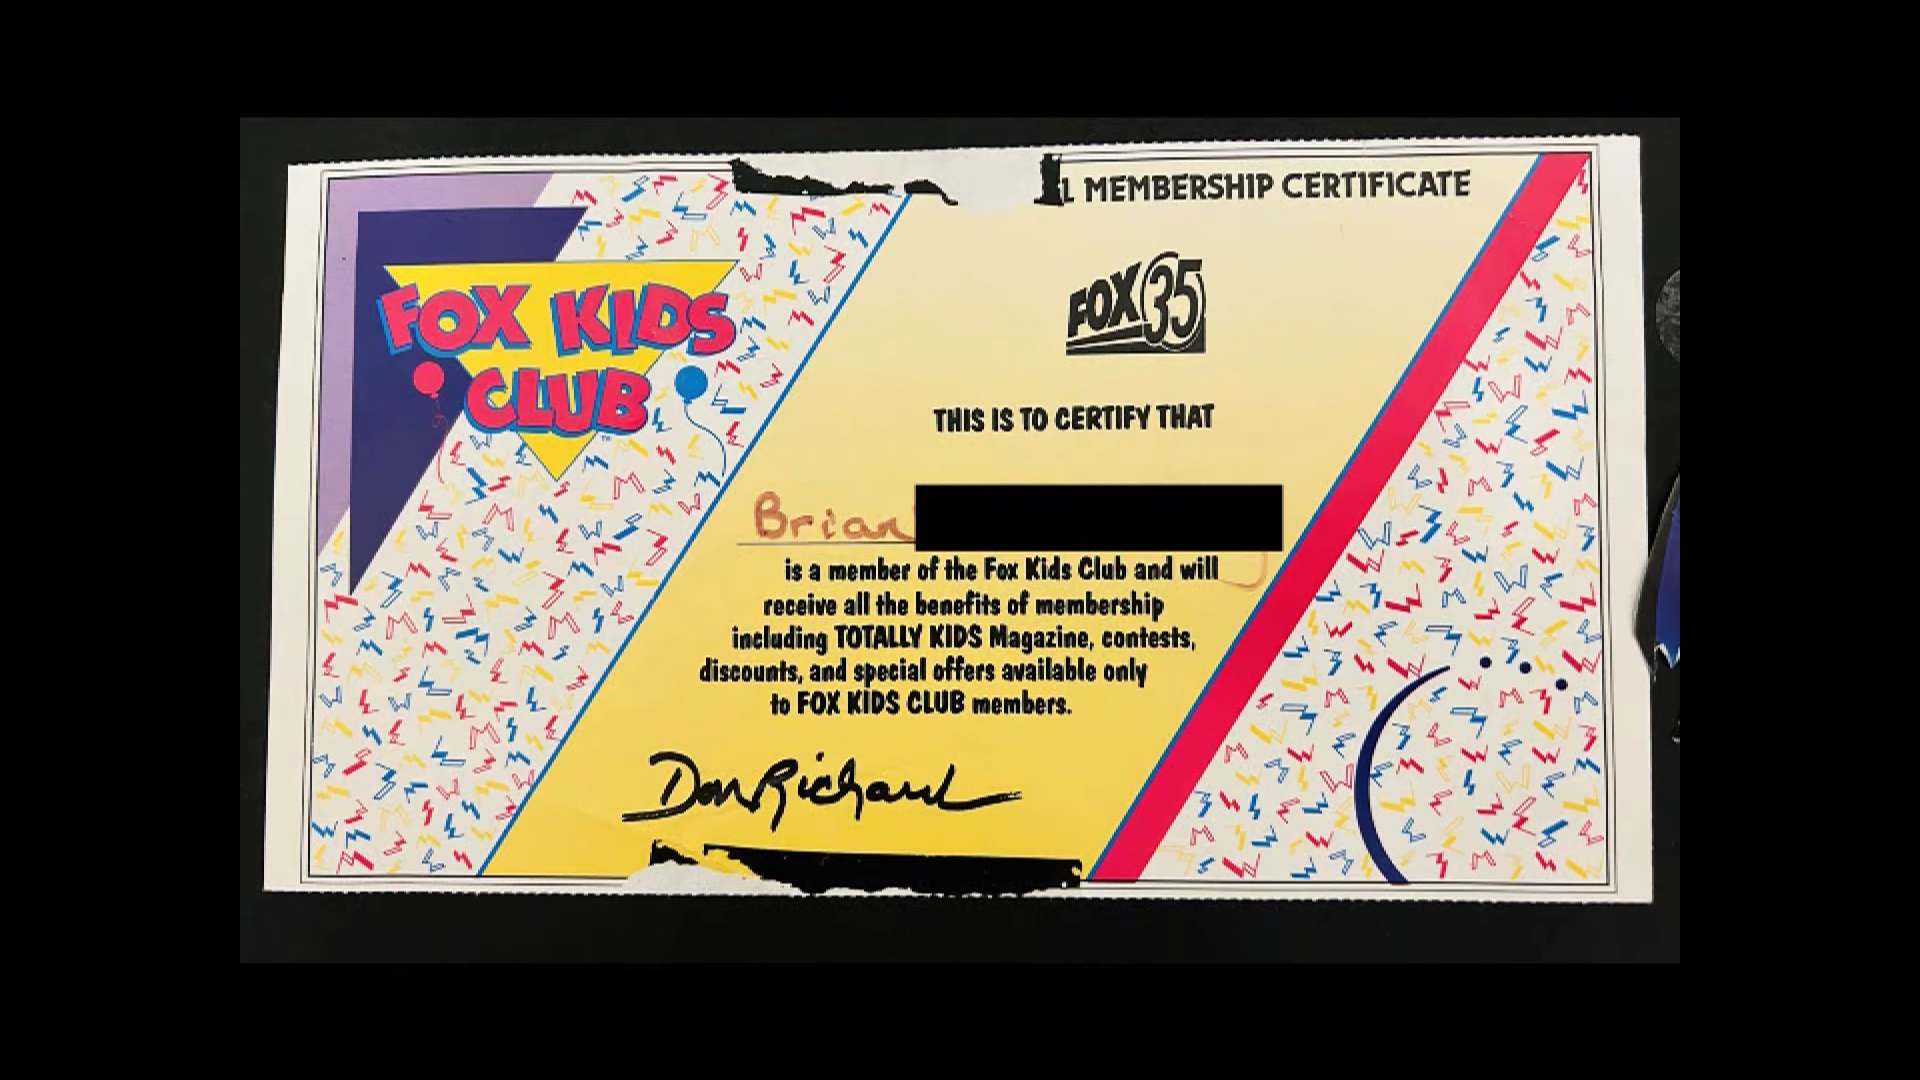 MEMBERSHIP CERTIFICATE
FOX KIDS
CLUB
FOX 35
THIS IS TO CERTIFY THAT
Brian
is a member of the Fox Kids Club and will
receive all the benefits of membership
including TOTALLY KIDS Magazine, contests,
discounts, and special offers available only
to FOX KIDS CLUB members.
Don Richard